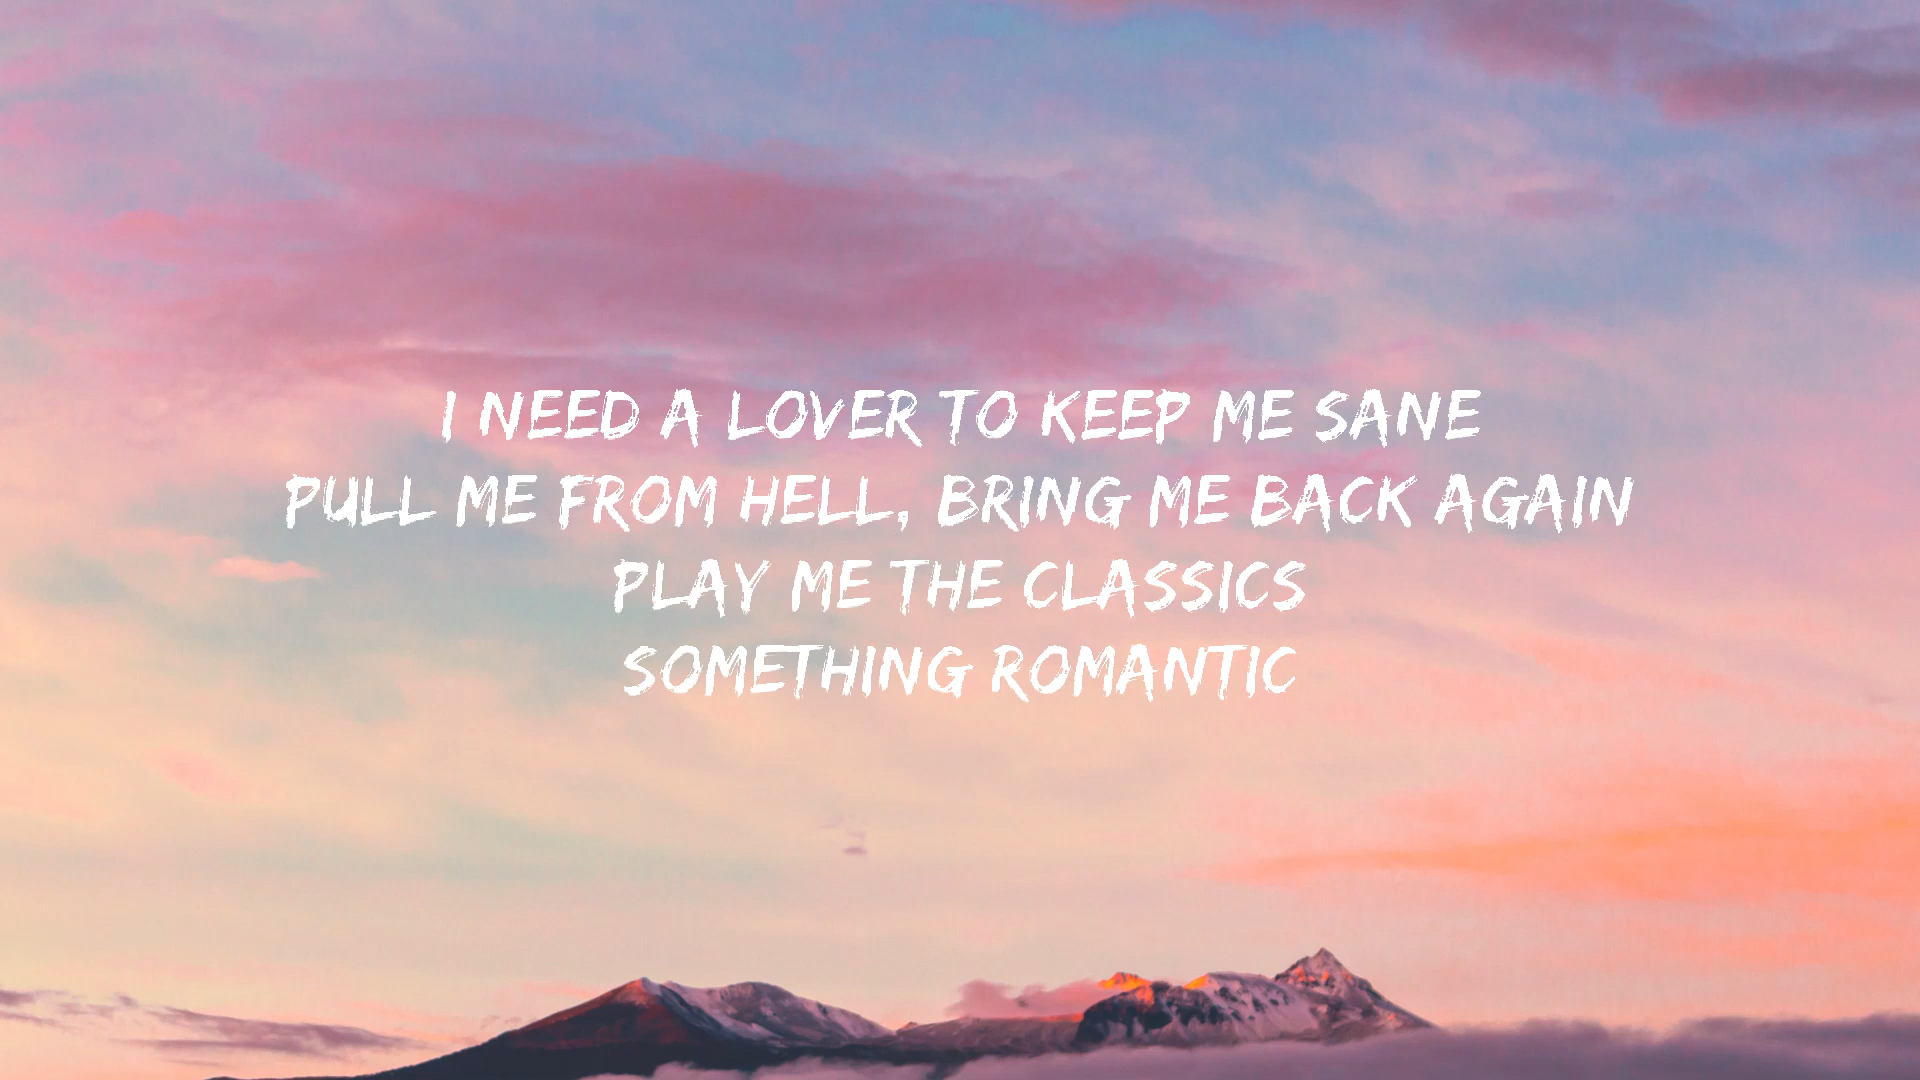 I NEED A LOVER TO KEEP ME SANE
PULL ME FROM HELL, BRING ME BACK AGAIN
PLAY ME THE CLASSICS
SOMETHING ROMANTIC